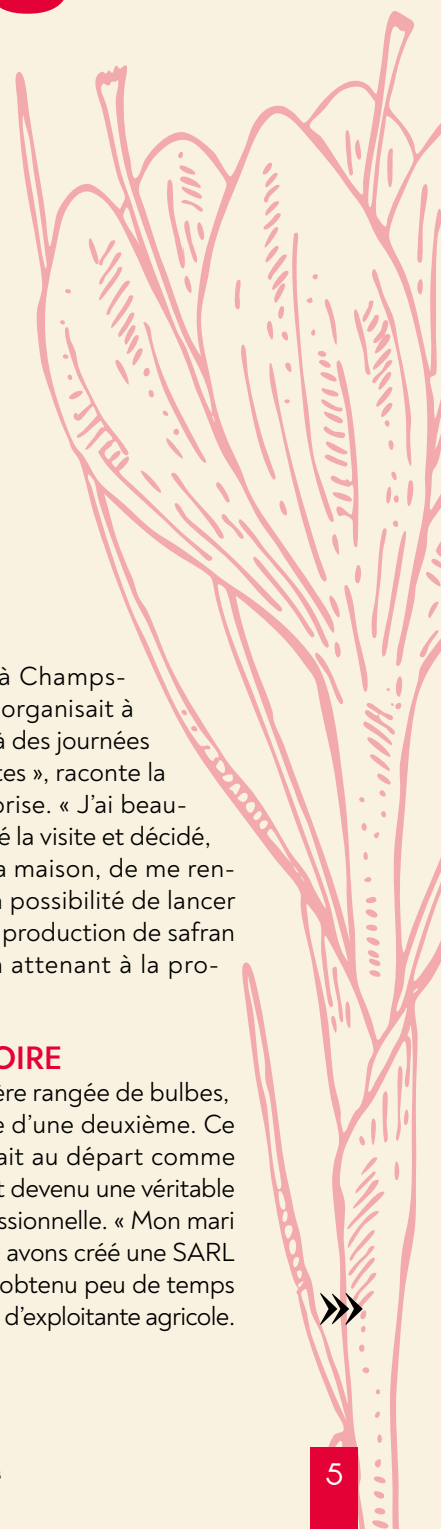 à Champs-
organisait à
à des journées
tes », raconte la
prise. « J'ai beau-
é la visite et décidé,
a maison, de me ren-
possibilité de lancer
production de safran
attenant à la pro-
OIRE
ère rangée de bulbes,
e d'une deuxième. Ce
ait au départ comme
t devenu une véritable
ssionnelle. « Mon mari
avons créé une SARL
obtenu peu de temps
d'exploitante agricole.
5